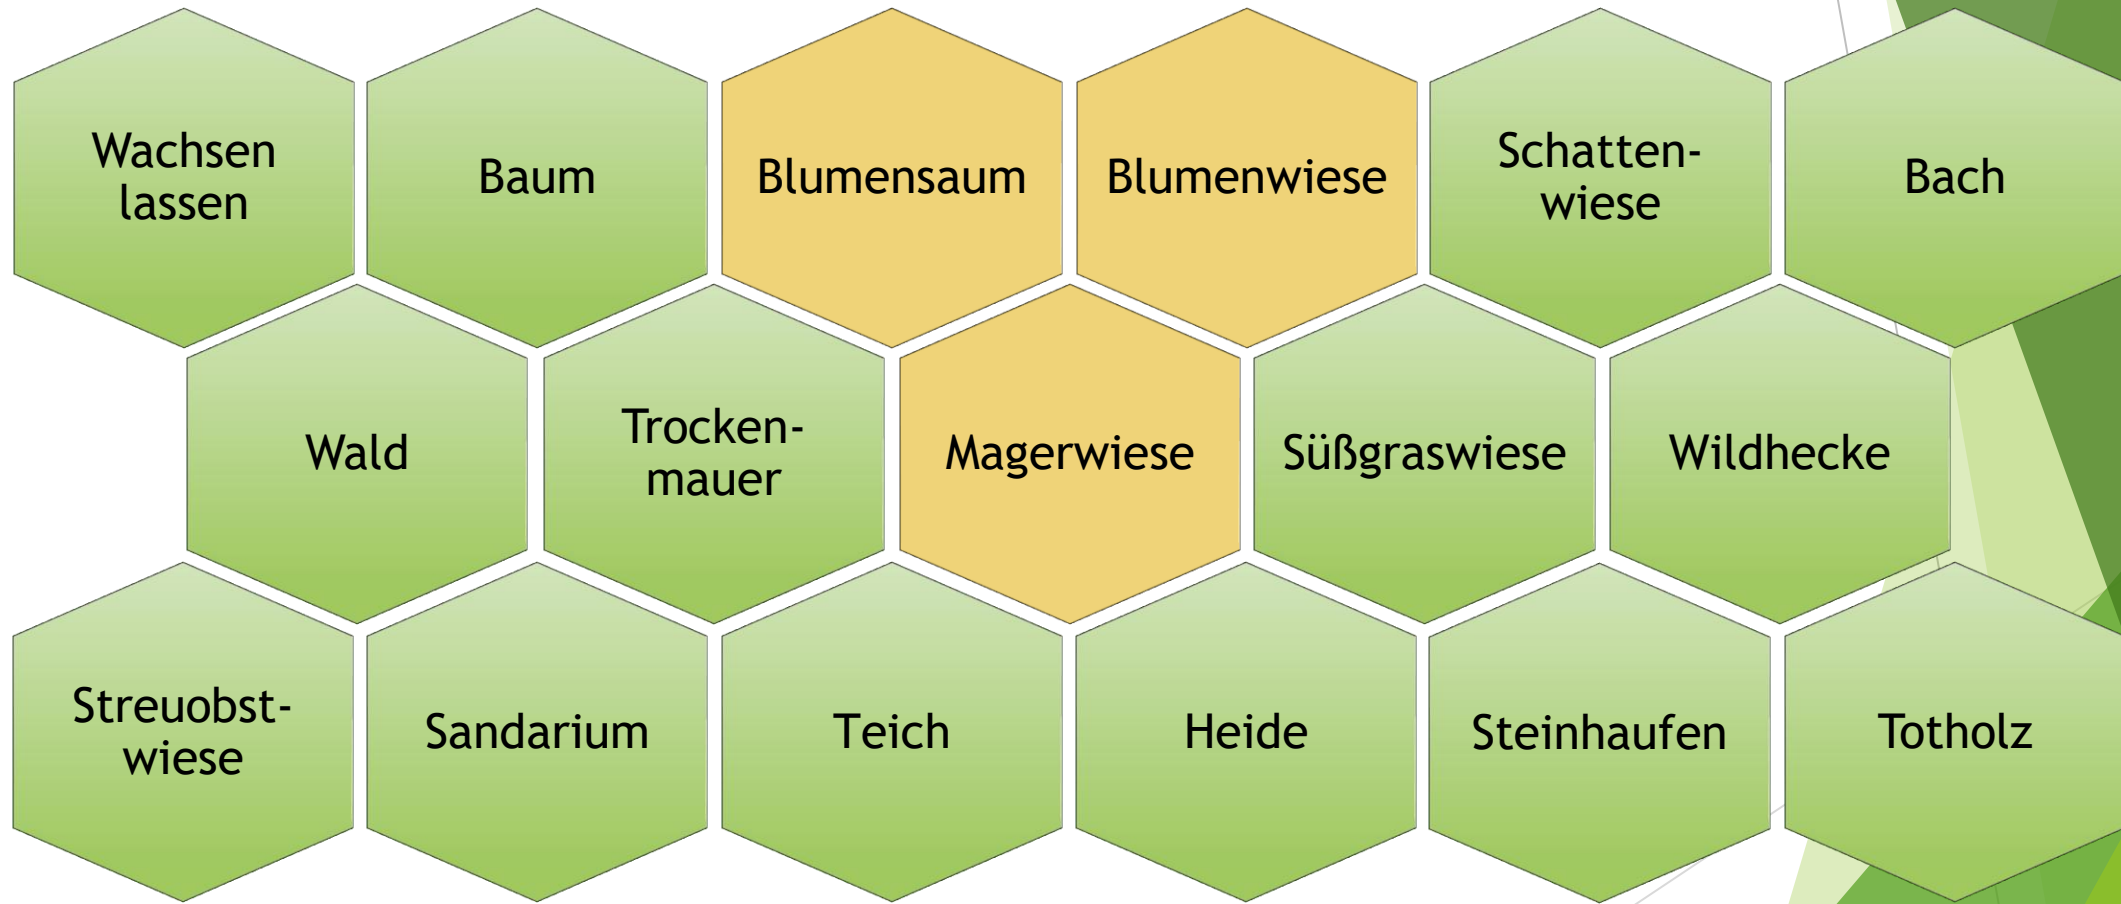 Wachsen
lassen
Baum
Blumensaum
Blumenwiese
Schatten-
wiese
Bach
Wald
Trocken-
mauer
Magerwiese
Süßgraswiese
Wildhecke
Streuobst-
wiese
Sandarium
Teich
Heide
Steinhaufen
Totholz